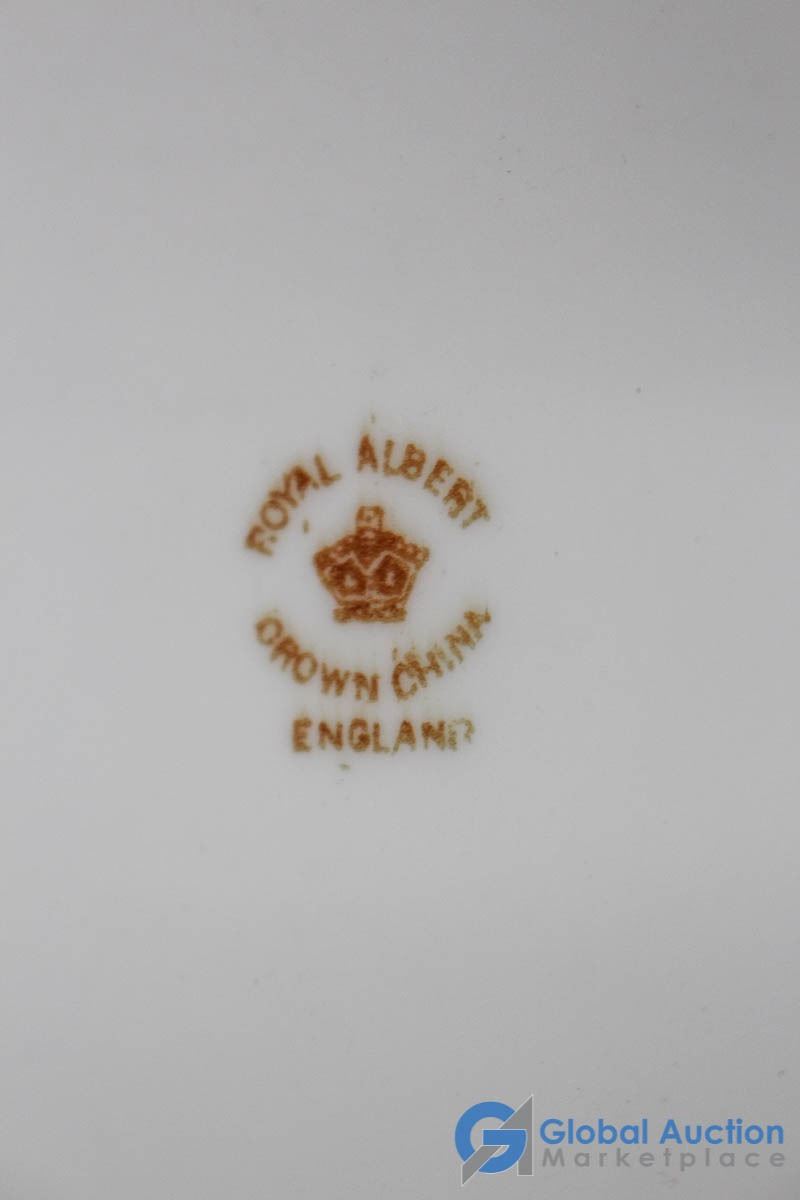 ROYAL ALBERT
CROWN CHINA
ENGLAND
Global Auction
Marketplace